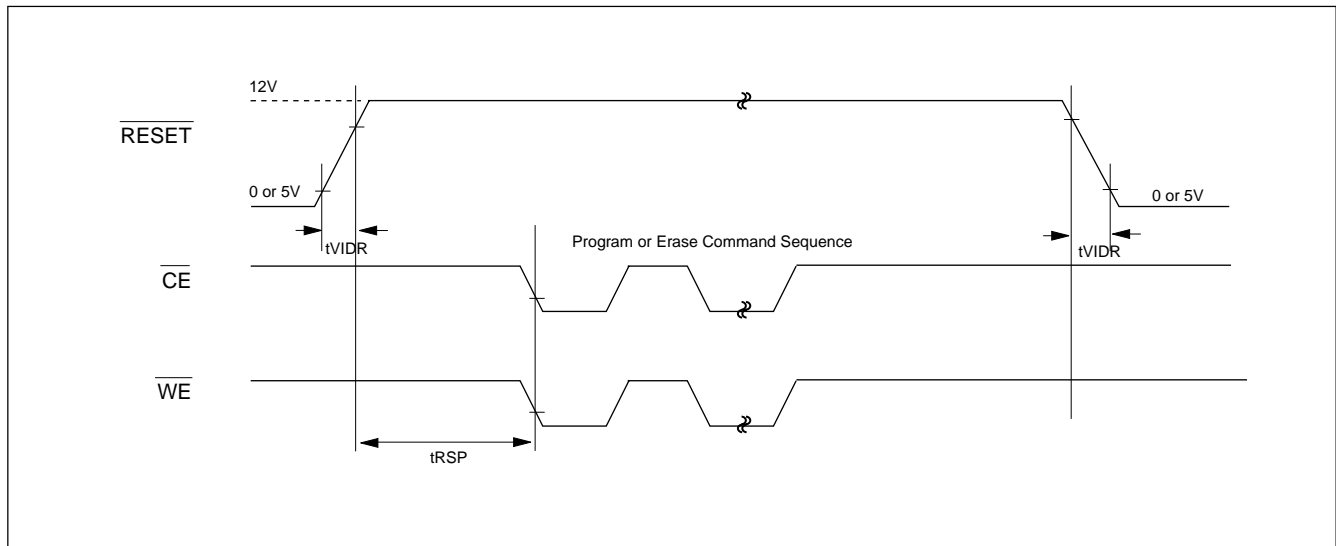 12V
RESET
0 or 5V
0 or 5V
tVIDR
Program or Erase Command Sequence
tVIDR
CE
WE
tRSP